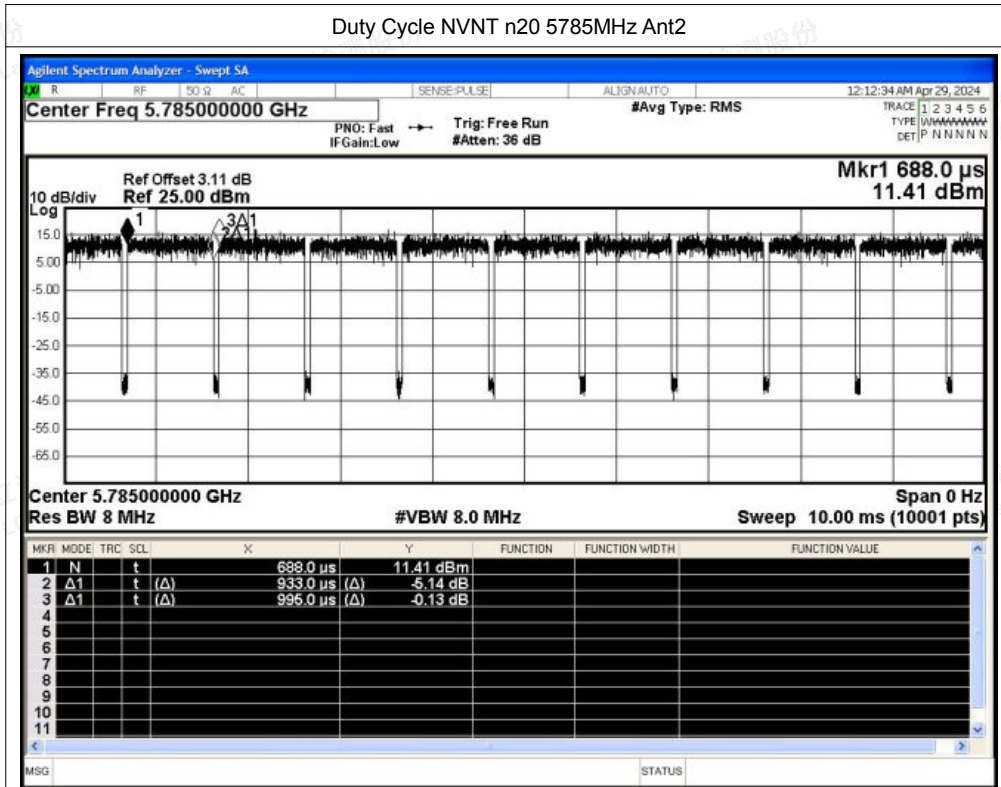 Duty Cycle NVNT n20 5785MHz Ant2
Agilent Spectrum Analyzer - Swept SA
LXI R RF 50 Ω AC SENSE:PULSE ALIGNAUTO 12:12:34 AM Apr 29, 2024
Center Freq 5.785000000 GHz #Avg Type: RMS TRACE 1 2 3 4 5 6
PNO: Fast Trig: Free Run TYPE WWWWWW
IFGain:Low #Atten: 36 dB DET P N N N N N
Mkr1 688.0 µs
Ref Offset 3.11 dB
10 dB/div Ref 25.00 dBm 11.41 dBm
Log
15.0
5.00
-5.00
-15.0
-25.0
-35.0
-45.0
-55.0
-65.0
1
3Δ1
2Δ1
Center 5.785000000 GHz Span 0 Hz
Res BW 8 MHz #VBW 8.0 MHz Sweep 10.00 ms (10001 pts)
MKR MODE TRC SCL X Y FUNCTION FUNCTION WIDTH FUNCTION VALUE
1 N t 688.0 µs 11.41 dBm
2 Δ1 t (Δ) 933.0 µs (Δ) -5.14 dB
3 Δ1 t (Δ) 995.0 µs (Δ) -0.13 dB
4
5
6
7
8
9
10
11
MSG STATUS